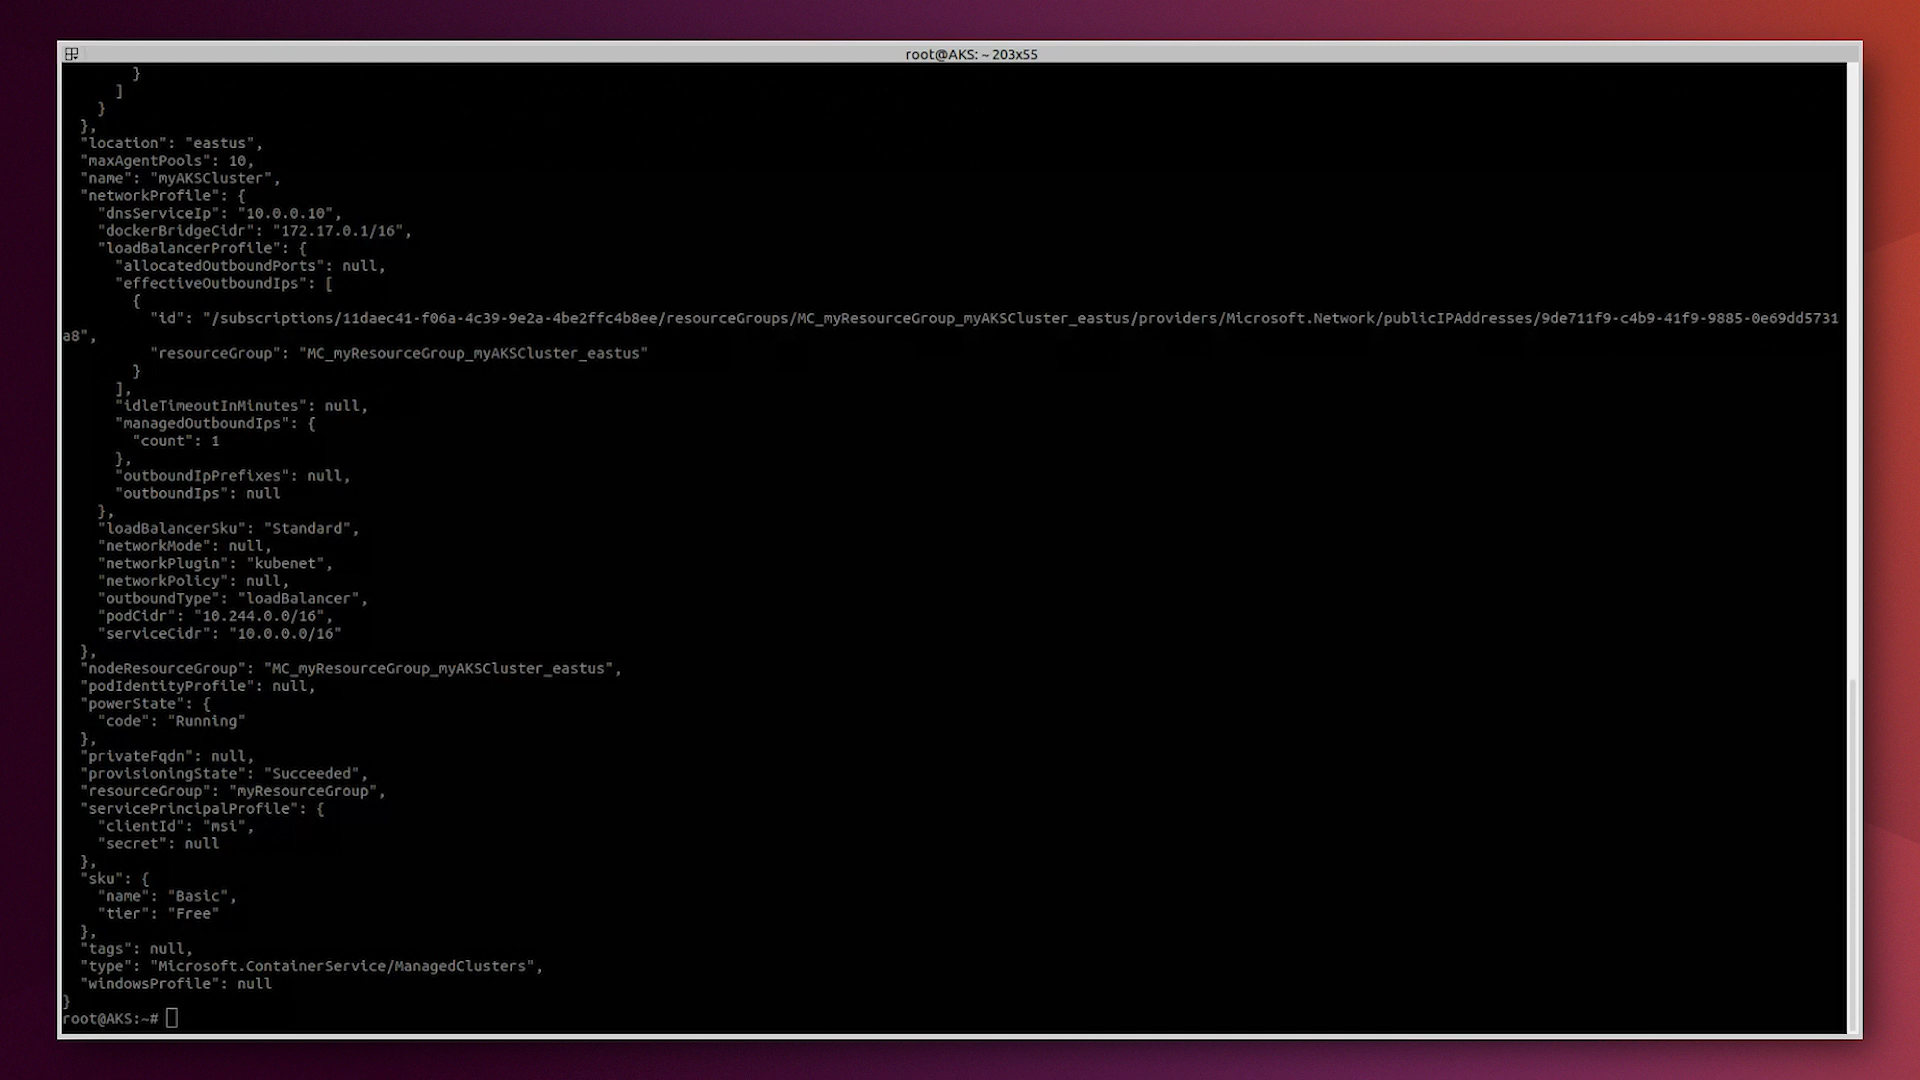 root@AKS: ~ 203x55
}
]
}
},
"location": "eastus",
"maxAgentPools": 10,
"name": "myAKSCluster",
"networkProfile": {
"dnsServiceIp": "10.0.0.10",
"dockerBridgeCidr": "172.17.0.1/16",
"loadBalancerProfile": {
"allocatedOutboundPorts": null,
"effectiveOutboundIps": [
{
"id": "/subscriptions/11daec41-f06a-4c39-9e2a-4be2ffc4b8ee/resourceGroups/MC_myResourceGroup_myAKSCluster_eastus/providers/Microsoft.Network/publicIPAddresses/9de711f9-c4b9-41f9-9885-0e69dd5731
a8",
"resourceGroup": "MC_myResourceGroup_myAKSCluster_eastus"
}
],
"idleTimeoutInMinutes": null,
"managedOutboundIps": {
"count": 1
},
"outboundIpPrefixes": null,
"outboundIps": null
},
"loadBalancerSku": "Standard",
"networkMode": null,
"networkPlugin": "kubenet",
"networkPolicy": null,
"outboundType": "loadBalancer",
"podCidr": "10.244.0.0/16",
"serviceCidr": "10.0.0.0/16"
},
"nodeResourceGroup": "MC_myResourceGroup_myAKSCluster_eastus",
"podIdentityProfile": null,
"powerState": {
"code": "Running"
},
"privateFqdn": null,
"provisioningState": "Succeeded",
"resourceGroup": "myResourceGroup",
"servicePrincipalProfile": {
"clientId": "msi",
"secret": null
},
"sku": {
"name": "Basic",
"tier": "Free"
},
"tags": null,
"type": "Microsoft.ContainerService/ManagedClusters",
"windowsProfile": null
}
root@AKS:~#